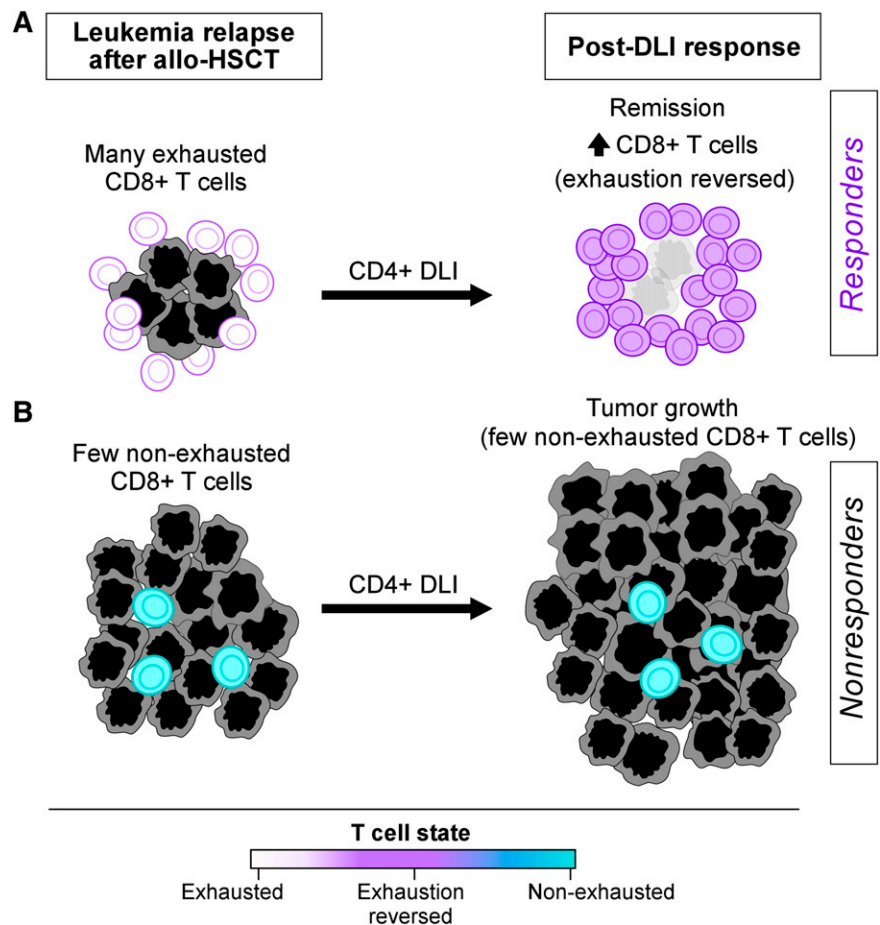 A
Leukemia relapse
after allo-HSCT
Post-DLI response
Many exhausted
CD8+ T cells
CD4+ DLI
Remission
🡅 CD8+ T cells
(exhaustion reversed)
Responders
B
Few non-exhausted
CD8+ T cells
CD4+ DLI
Tumor growth
(few non-exhausted CD8+ T cells)
Nonresponders
T cell state
Exhausted
Exhaustion
reversed
Non-exhausted